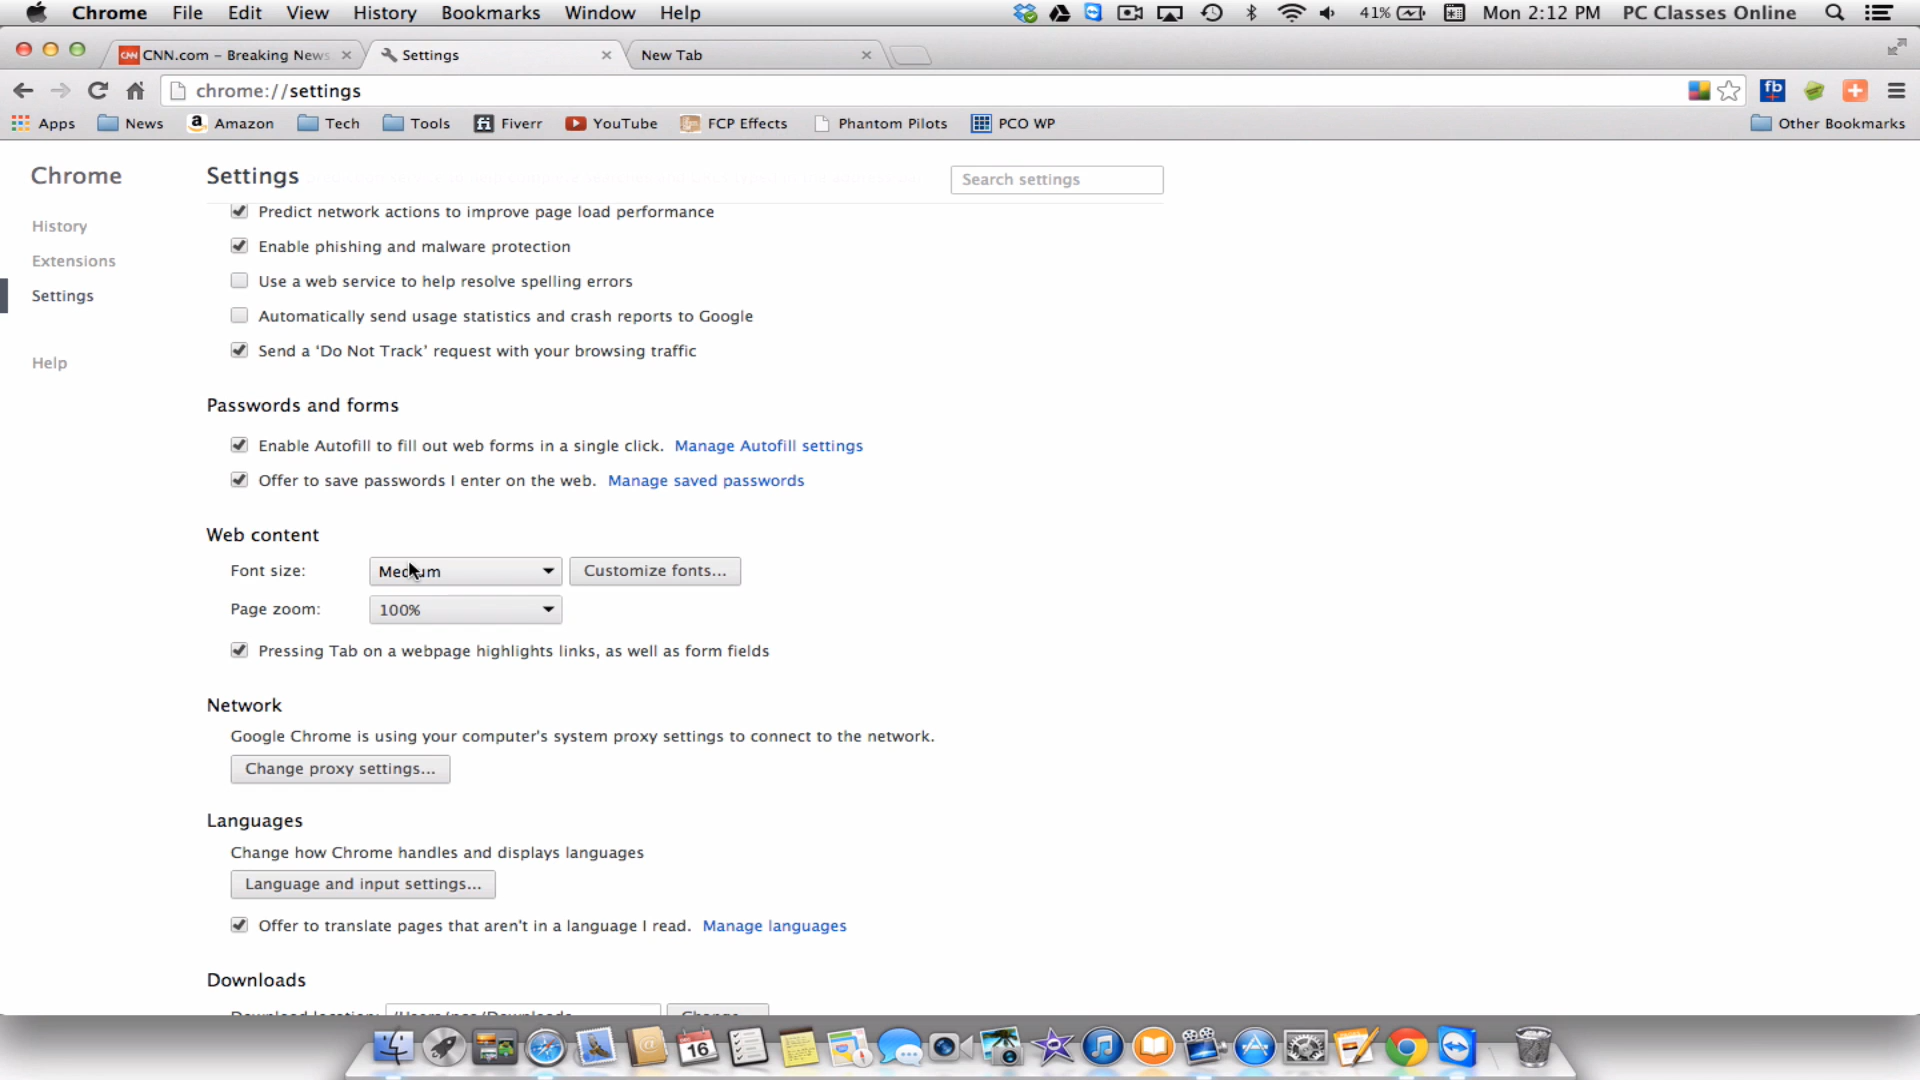 Chrome File Edit View History Bookmarks Window Help 41% Mon 2:12 PM PC Classes Online
CNN CNN.com – Breaking News Settings New Tab
chrome://settings fb
Apps News a Amazon Tech Tools fi Fiverr YouTube FCP Effects Phantom Pilots PCO WP Other Bookmarks
Chrome Settings Search settings
History
Extensions
Settings
Help
Predict network actions to improve page load performance
Enable phishing and malware protection
Use a web service to help resolve spelling errors
Automatically send usage statistics and crash reports to Google
Send a ‘Do Not Track’ request with your browsing traffic
Passwords and forms
Enable Autofill to fill out web forms in a single click. Manage Autofill settings
Offer to save passwords I enter on the web. Manage saved passwords
Web content
Font size: Medium Customize fonts...
Page zoom: 100%
Pressing Tab on a webpage highlights links, as well as form fields
Network
Google Chrome is using your computer's system proxy settings to connect to the network.
Change proxy settings...
Languages
Change how Chrome handles and displays languages
Language and input settings...
Offer to translate pages that aren't in a language I read. Manage languages
Downloads
Download location: /Users/pco/Downloads Change...
16